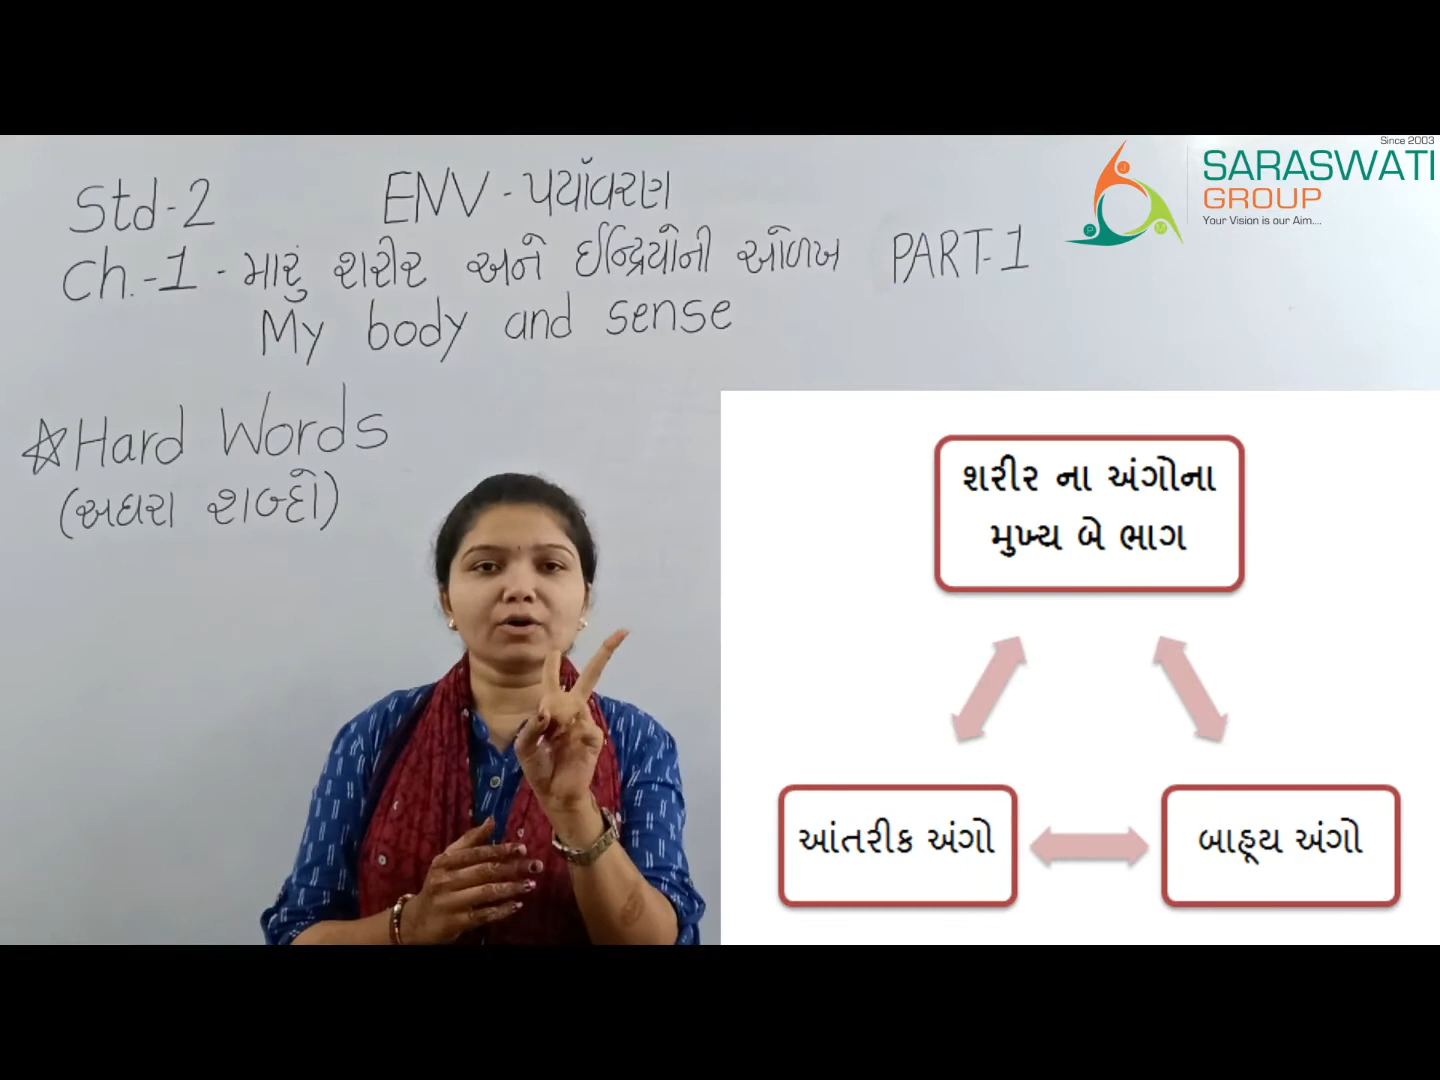 Since 2003
SARASWATI
GROUP
Your Vision is our Aim....
J
P
M
Std-2 ENV - પર્યાવરણ
Ch.-1 - મારું શરીર અને ઈન્દ્રિયોની ઓળખ PART-1
My body and sense
Hard Words
(અઘરા શબ્દો)
શરીર ના અંગોના
મુખ્ય બે ભાગ
આંતરીક અંગો
બાહ્ય અંગો